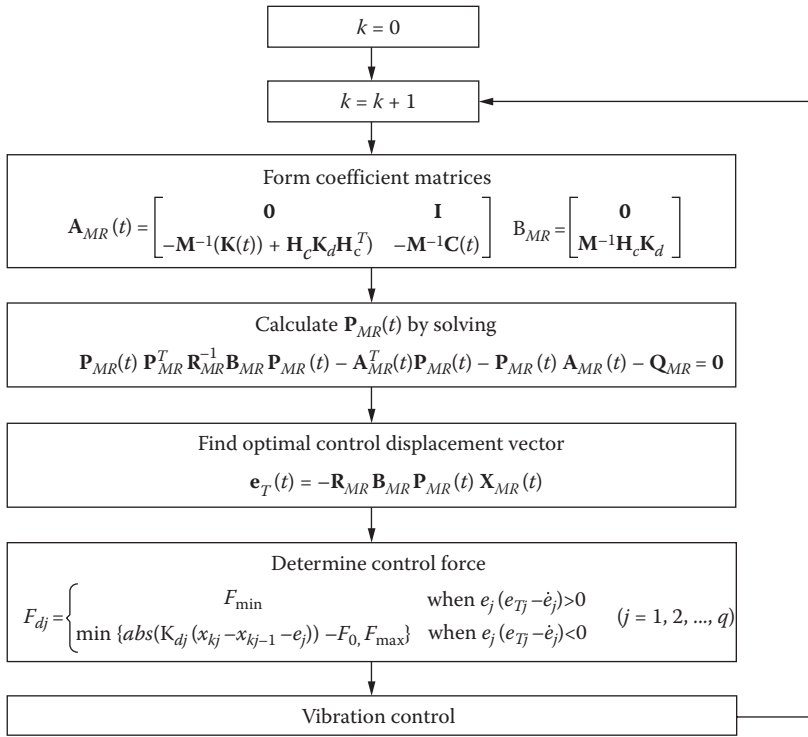 k = 0
k = k + 1
Form coefficient matrices
A_MR (t) = [ 0 I ; −M⁻¹(K(t)) + H_c K_d H_c^T) −M⁻¹C(t) ] B_MR = [ 0 ; M⁻¹H_c K_d ]
Calculate P_MR(t) by solving
P_MR(t) P_MR^T R_MR^−1 B_MR P_MR (t) − A_MR^T(t)P_MR(t) − P_MR (t) A_MR(t) − Q_MR = 0
Find optimal control displacement vector
e_T (t) = −R_MR B_MR P_MR(t) X_MR(t)
Determine control force
F_dj = { F_min when e_j (e_Tj − ė_j)>0
min {abs(K_dj (x_kj − x_kj−1 − e_j)) − F_0, F_max} when e_j (e_Tj − ė_j)<0 (j = 1, 2, ..., q)
Vibration control